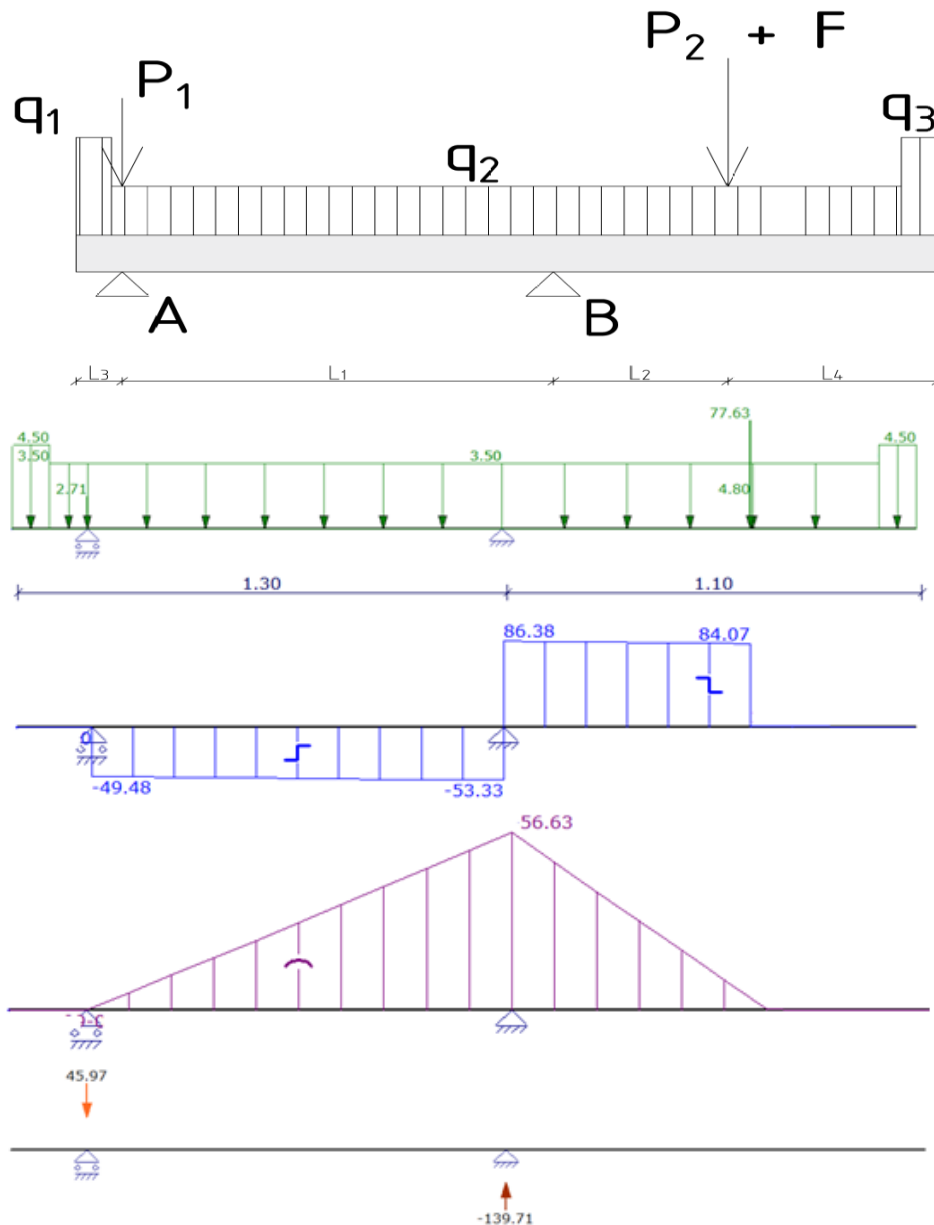 P₂ + F
P₁
q₁
q₃
q₂
A
B
L₃
L₁
L₂
L₄
77.63
4.50
4.50
3.50
3.50
2.71
4.80
1.30
1.10
86.38
84.07
0
-49.48
-53.33
56.63
45.97
-139.71